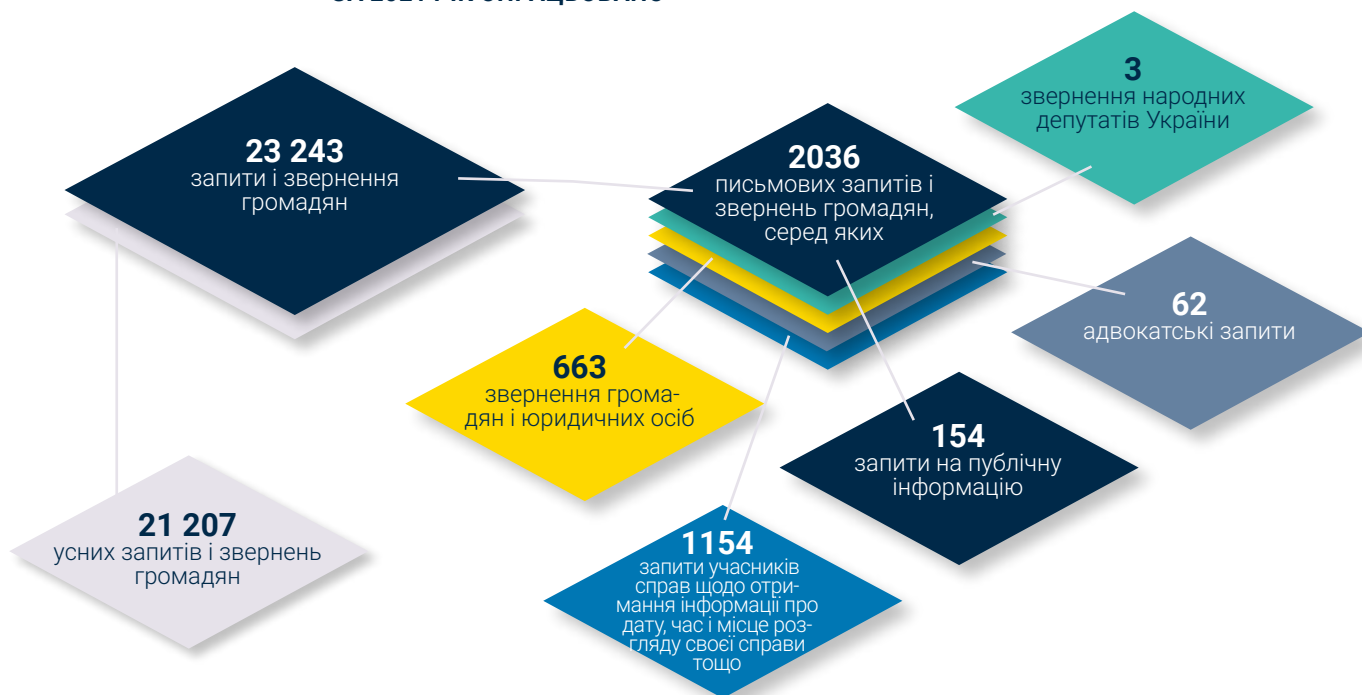 3
звернення народних
депутатів України
23 243
запити і звернення
громадян
2036
письмових запитів і
звернень громадян,
серед яких
62
адвокатські запити
663
звернення грома-
дян і юридичних осіб
154
запити на публічну
інформацію
21 207
усних запитів і звернень
громадян
1154
запити учасників
справ щодо отри-
мання інформації про
дату, час і місце роз-
гляду своєї справи
тощо